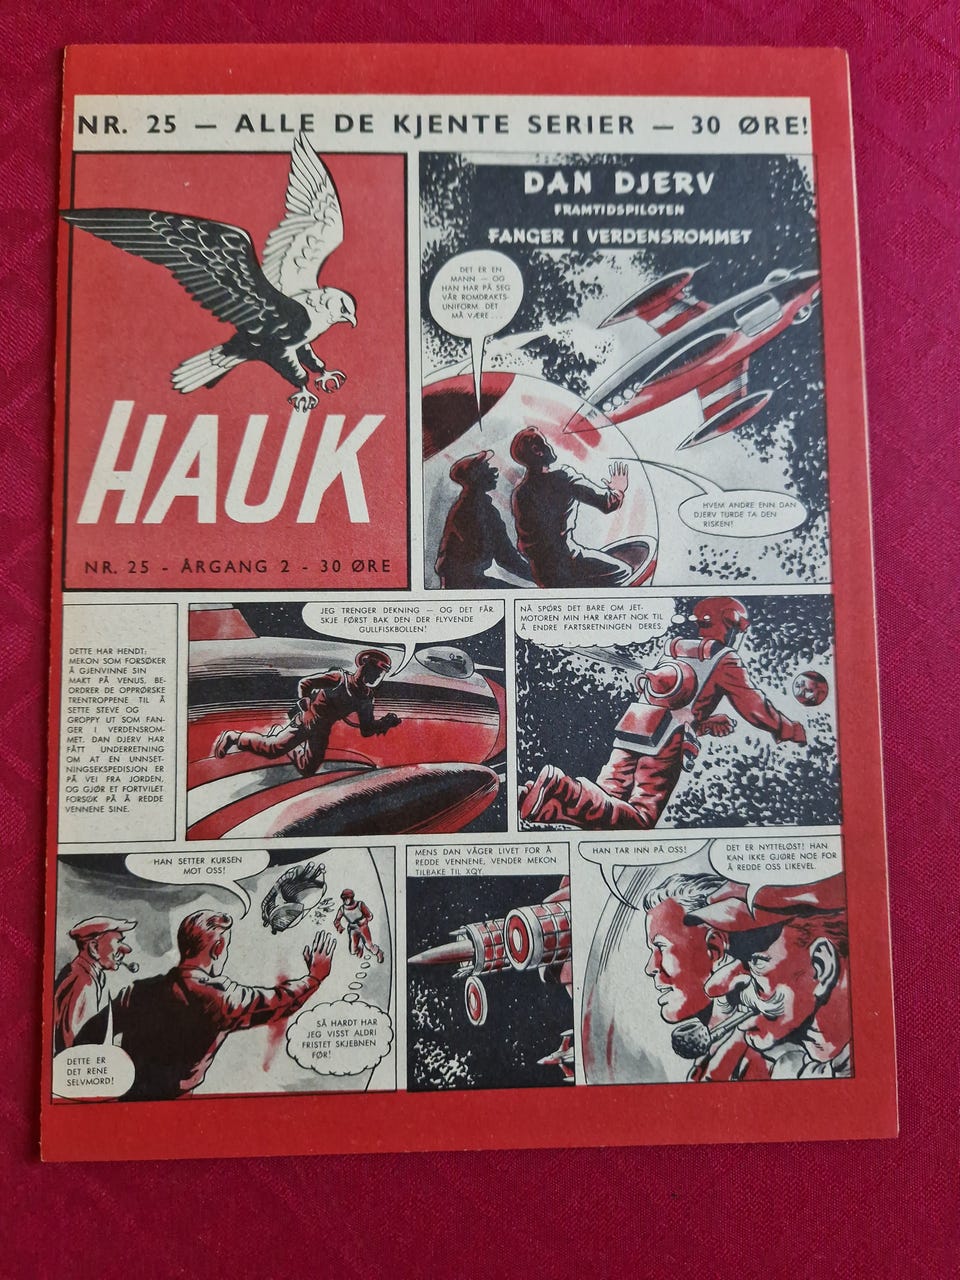 NR. 25 — ALLE DE KJENTE SERIER — 30 ØRE!
HAUK
NR. 25 - ÅRGANG 2 - 30 ØRE
DAN DJERV
FRAMTIDSPILOTEN
FANGER I VERDENSROMMET
DET ER EN
MANN — OG
HAN HAR PÅ SEG
VÅR ROMDRAKTS-
UNIFORM. DET
MÅ VÆRE . . .
HVEM ANDRE ENN DAN
DJERV TURDE TA DEN
RISKEN!
DETTE HAR HENDT:
MEKON SOM FORSØKER
Å GJENVINNE SIN
MAKT PÅ VENUS, BE-
ORDRER DE OPPRØRSKE
TRENTROPPENE TIL Å
SETTE STEVE OG
GROPPY UT SOM FAN-
GER I VERDENSROM-
MET. DAN DJERV HAR
FÅTT UNDERRETNING
OM AT EN UNNSET-
NINGSEKSPEDISJON ER
PÅ VEI FRA JORDEN,
OG GJØR ET FORTVILET
FORSØK PÅ Å REDDE
VENNENE SINE.
JEG TRENGER DEKNING — OG DET FÅR
SKJE FØRST BAK DEN DER FLYVENDE
GULLFISKBOLLEN!
NÅ SPØRS DET BARE OM JET-
MOTOREN MIN HAR KRAFT NOK TIL
Å ENDRE FARTSRETNINGEN DERES.
HAN SETTER KURSEN
MOT OSS!
DETTE ER
DET RENE
SELVMORD!
SÅ HARDT HAR
JEG VISST ALDRI
FRISTET SKJEBNEN
FØR!
MENS DAN VÅGER LIVET FOR Å
REDDE VENNENE, VENDER MEKON
TILBAKE TIL XQY.
HAN TAR INN PÅ OSS!
DET ER NYTTELØST! HAN
KAN IKKE GJØRE NOE FOR
Å REDDE OSS LIKEVEL.